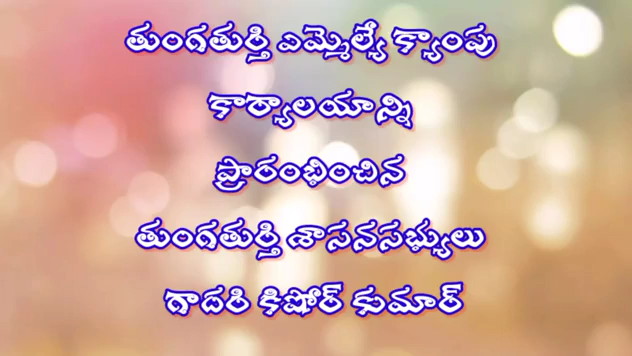 తుంగతుర్తి ఎమ్మెల్యే క్యాంపు
కార్యాలయాన్ని
ప్రారంభించిన
తుంగతుర్తి శాసనసభ్యులు
గాదరి కిషోర్ కుమార్